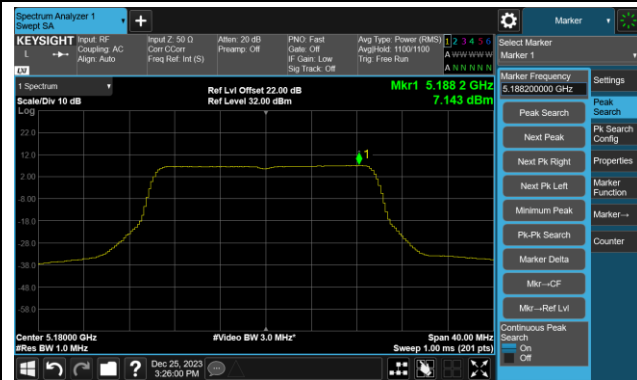 Spectrum Analyzer 1
Swept SA
+
Marker
KEYSIGHT
L
LXI
Input: RF
Coupling: AC
Align: Auto
Input Z: 50 Ω
Corr CCorr
Freq Ref: Int (S)
Atten: 20 dB
Preamp: Off
PNO: Fast
Gate: Off
IF Gain: Low
Sig Track: Off
Avg Type: Power (RMS)
Avg|Hold: 1100/1100
Trig: Free Run
1 2 3 4 5 6
A W W W W W
A N N N N N
Select Marker
Marker 1
1 Spectrum
Scale/Div 10 dB
Log
Ref Lvl Offset 22.00 dB
Ref Level 32.00 dBm
Mkr1 5.188 2 GHz
7.143 dBm
22.0
12.0
2.00
-8.00
-18.0
-28.0
-38.0
-48.0
-58.0
1
Center 5.18000 GHz
#Res BW 1.0 MHz
#Video BW 3.0 MHz*
Span 40.00 MHz
Sweep 1.00 ms (201 pts)
Marker Frequency
5.188200000 GHz
Peak Search
Next Peak
Next Pk Right
Next Pk Left
Minimum Peak
Pk-Pk Search
Marker Delta
Mkr→CF
Mkr→Ref Lvl
Continuous Peak
Search
On
Off
Settings
Peak
Search
Pk Search
Config
Properties
Marker
Function
Marker→
Counter
?
Dec 25, 2023
3:26:00 PM